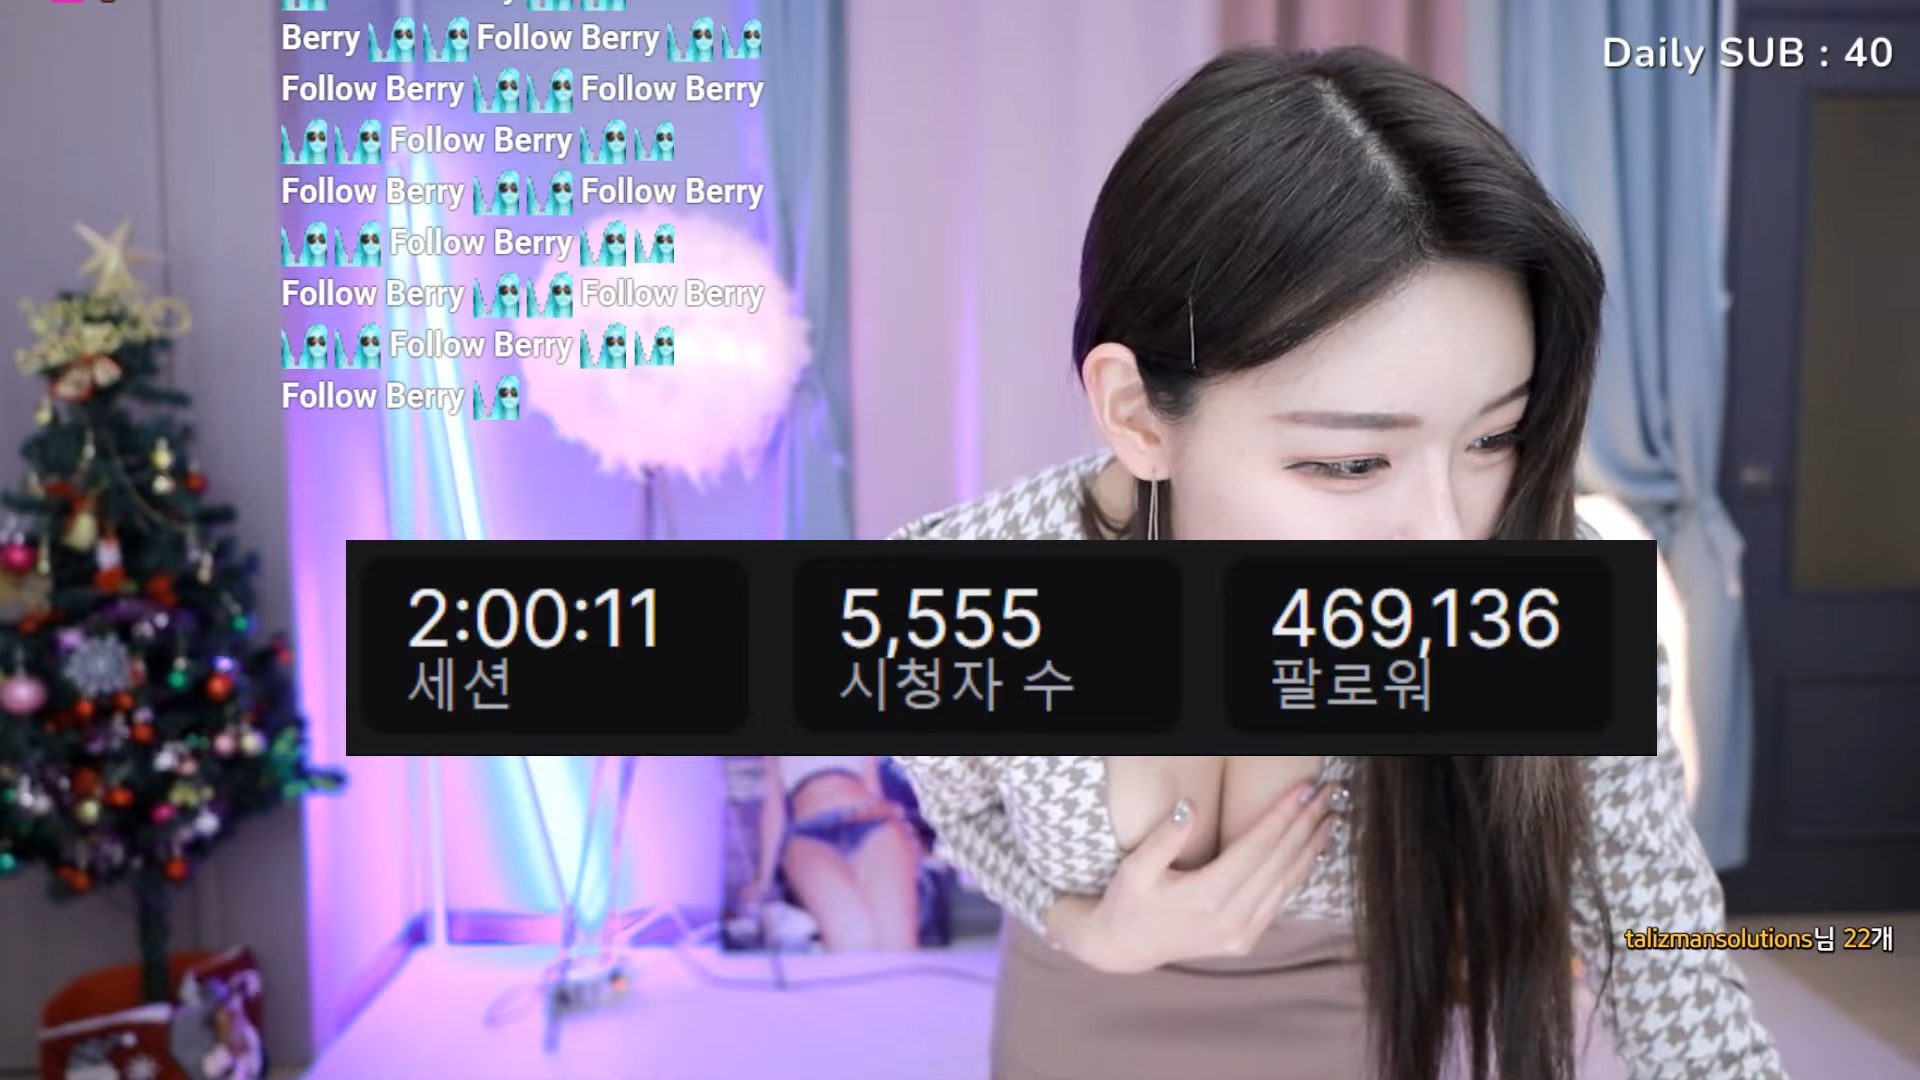 Berry Follow Berry
Follow Berry Follow Berry
Follow Berry
Follow Berry Follow Berry
Follow Berry
Follow Berry Follow Berry
Follow Berry
Follow Berry
Daily SUB : 40
2:00:11
세션
5,555
시청자 수
469,136
팔로워
talizmansolutions님 22개